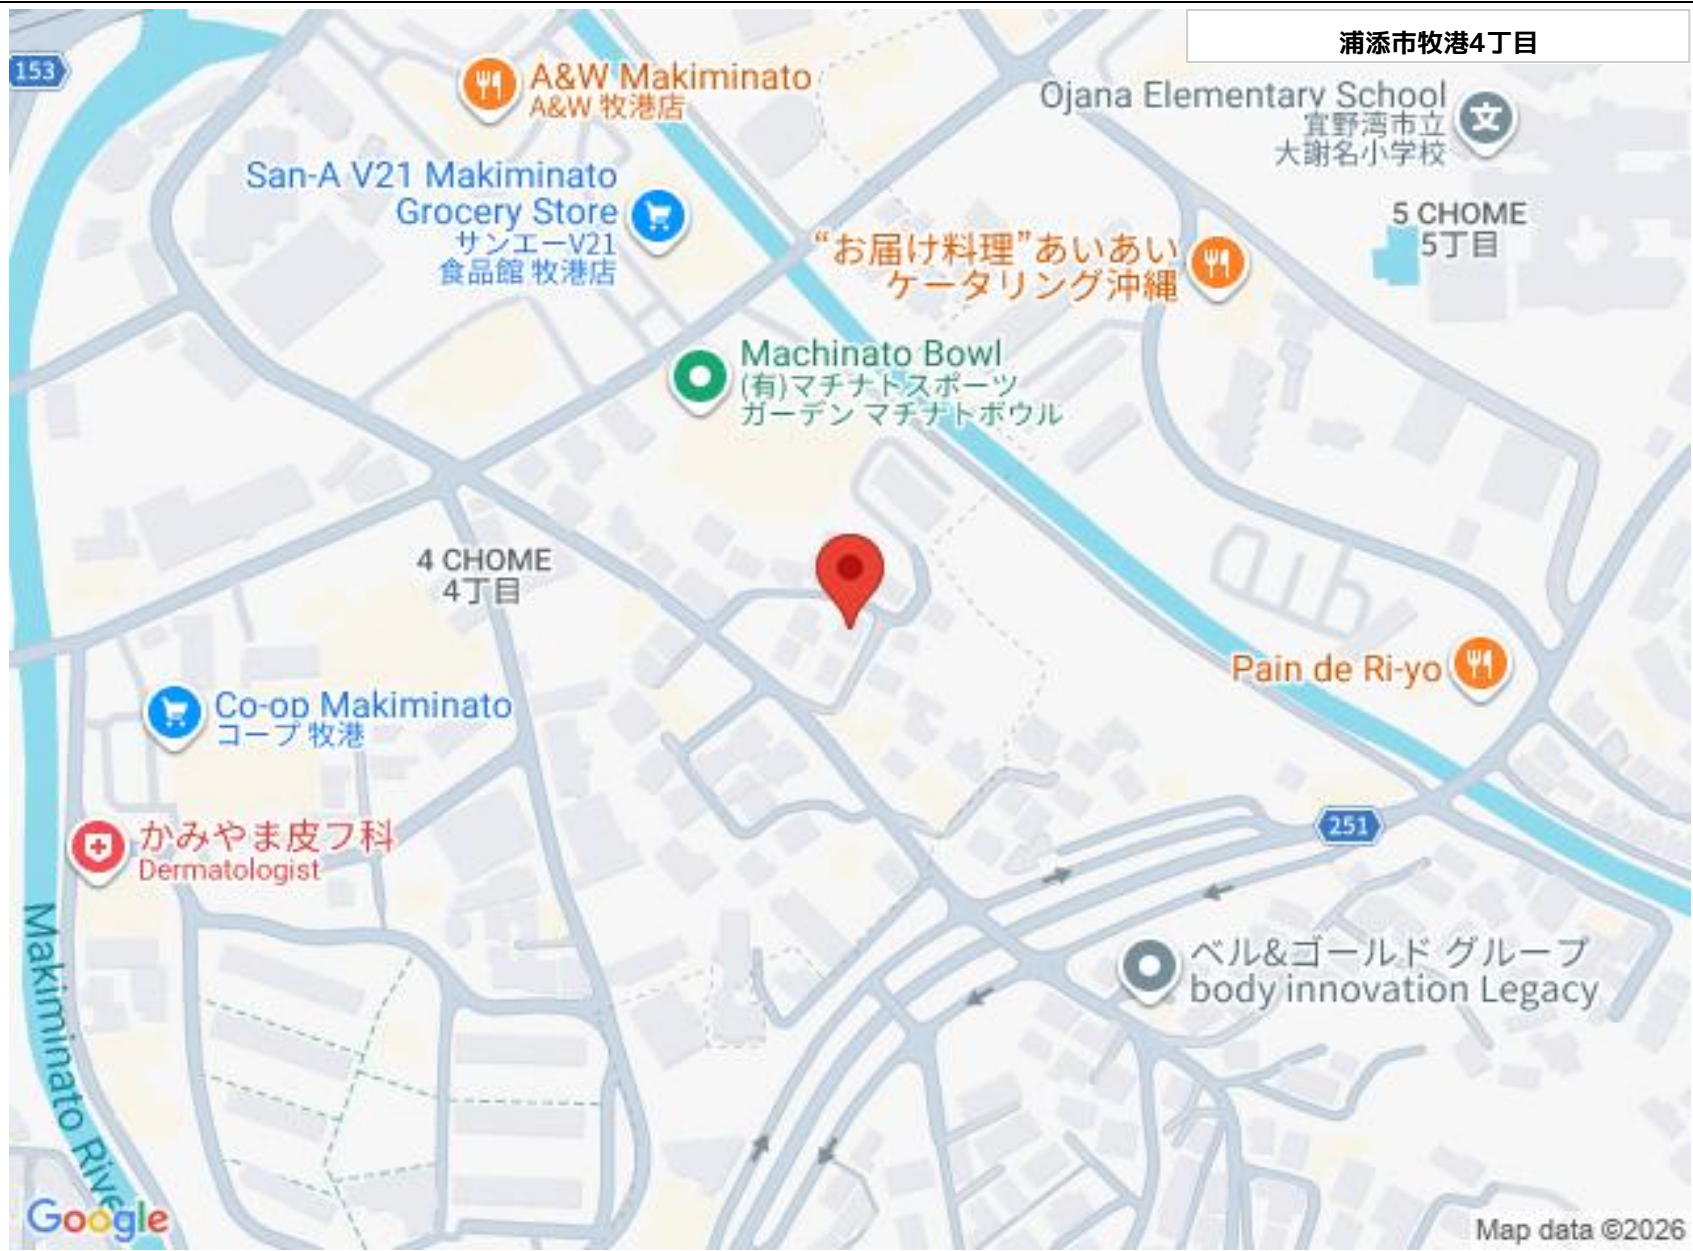 浦添市牧港4丁目
153
A&W Makiminato
A&W 牧港店
Ojana Elementary School
宜野湾市立
大謝名小学校
San-A V21 Makiminato
Grocery Store
サンエーV21
食品館 牧港店
5 CHOME
5丁目
“お届け料理”あいあい
ケータリング沖縄
Machinato Bowl
(有)マチナトスポーツ
ガーデン マチナトボウル
4 CHOME
4丁目
Pain de Ri-yo
Co-op Makiminato
コープ 牧港
251
かみやま皮フ科
Dermatologist
ベル&ゴールド グループ
body innovation Legacy
Makiminato River
Google
Map data ©2026